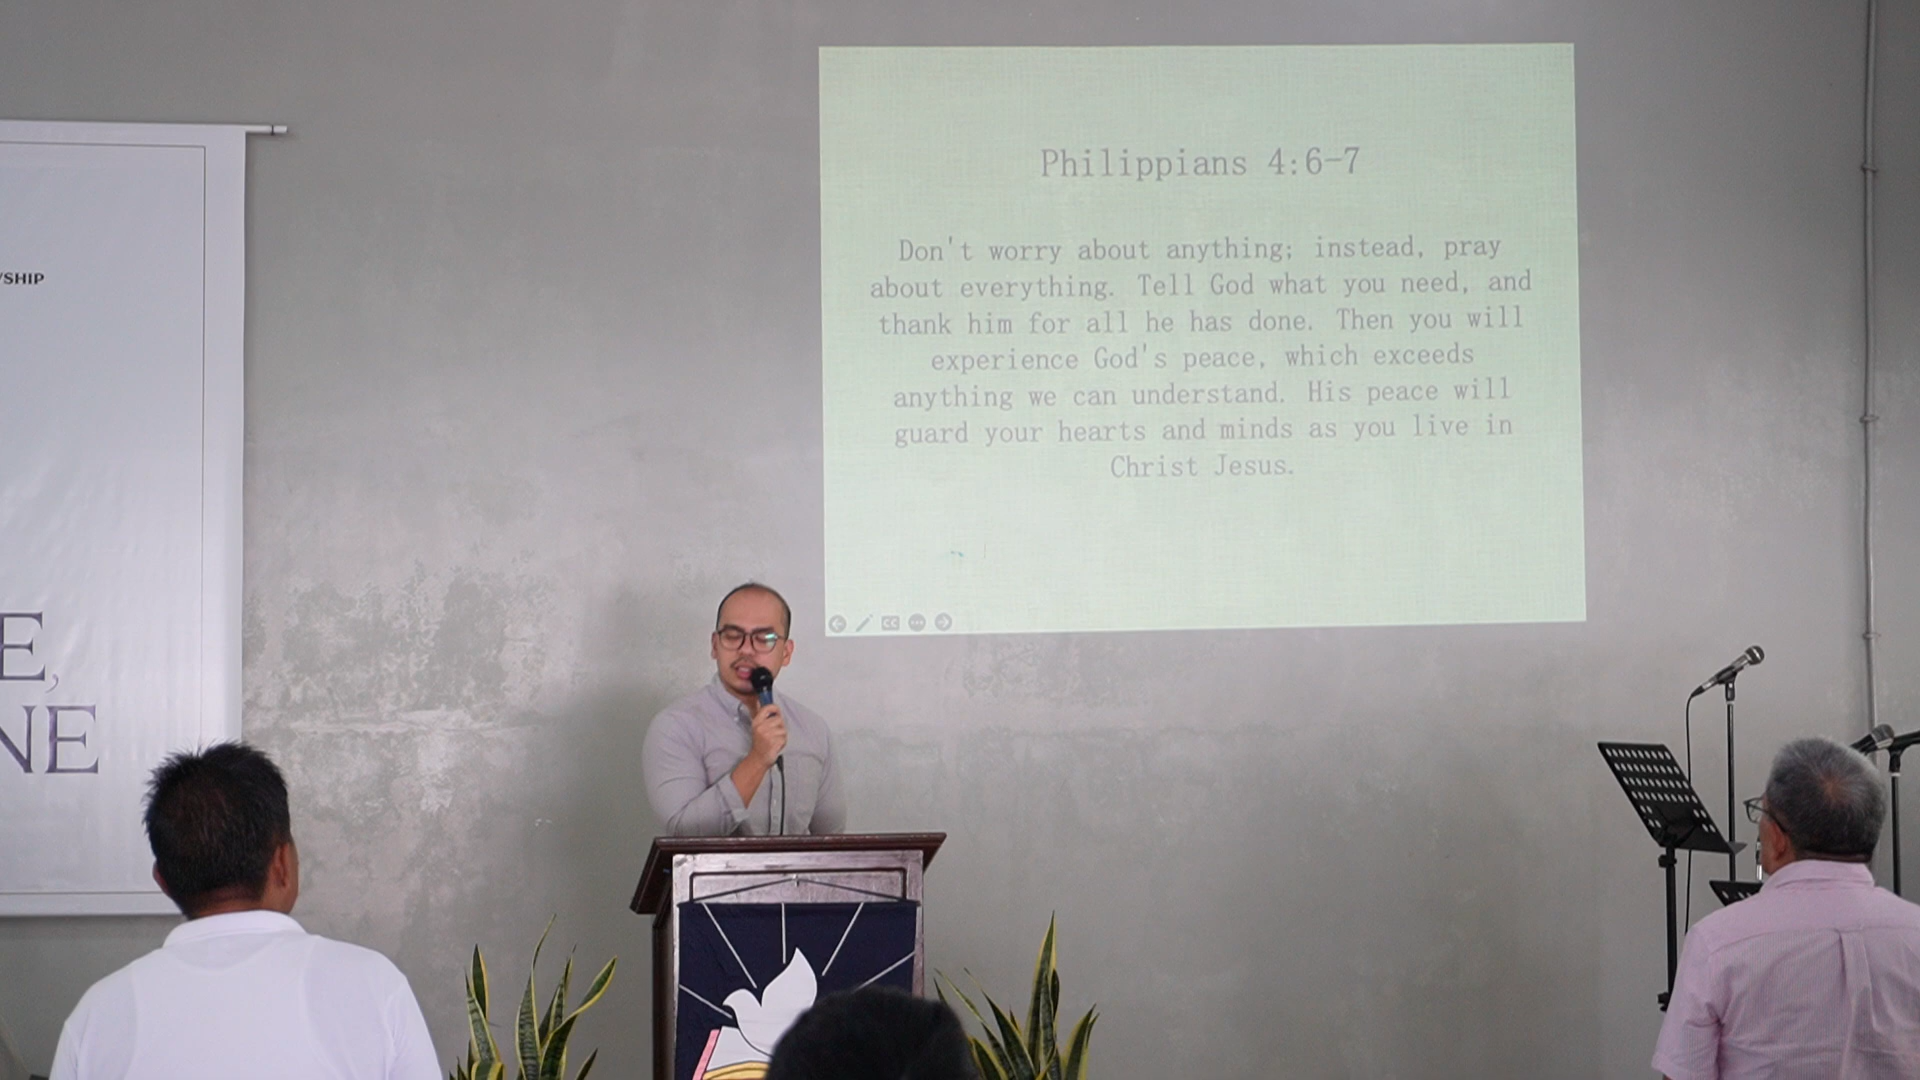 Philippians 4:6-7
Don't worry about anything; instead, pray
about everything. Tell God what you need, and
thank him for all he has done. Then you will
experience God's peace, which exceeds
anything we can understand. His peace will
guard your hearts and minds as you live in
Christ Jesus.
CC